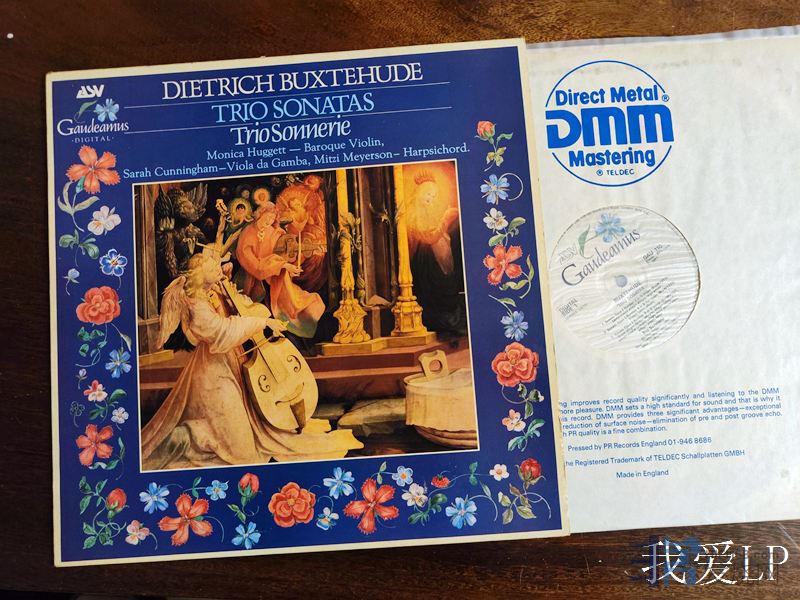 ASV
Gaudeamus
·DIGITAL·
DIETRICH BUXTEHUDE
TRIO SONATAS
Trio Sonnerie
Monica Huggett — Baroque Violin,
Sarah Cunningham – Viola da Gamba, Mitzi Meyerson – Harpsichord.
Direct Metal®
DMM
Mastering
® TELDEC
Gaudeamus
BUXTEHUDE
ng improves record quality significantly and listening to the DMM
more pleasure. DMM sets a high standard for sound and that is why it
is record. DMM provides three significant advantages—exceptional
reduction of surface noise—elimination of pre and post groove echo.
h PR quality is a fine combination.
Pressed by PR Records England 01-946 8686
he Registered Trademark of TELDEC Schallplatten GMBH
Made in England
我爱LP